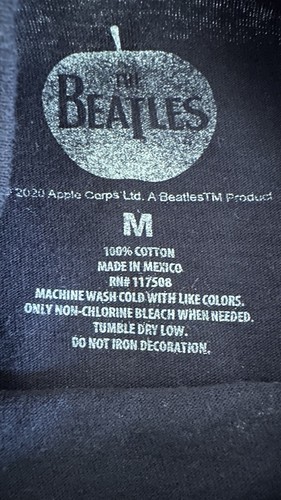 THE
BEATLES
©2020 Apple Corps Ltd. A BeatlesTM Product
M
100% COTTON
MADE IN MEXICO
RN# 117508
MACHINE WASH COLD WITH LIKE COLORS.
ONLY NON-CHLORINE BLEACH WHEN NEEDED.
TUMBLE DRY LOW.
DO NOT IRON DECORATION.